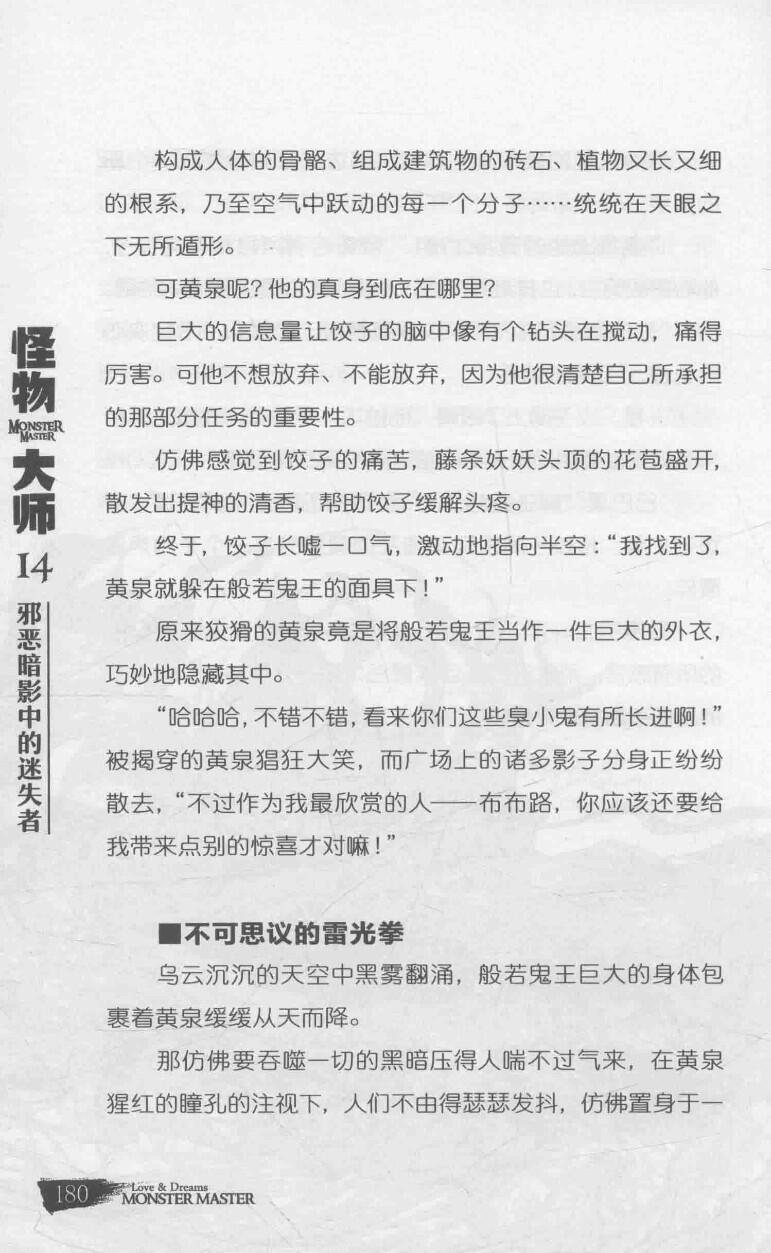 构成人体的骨骼、组成建筑物的砖石、植物又长又细
的根系，乃至空气中跃动的每一个分子……统统在天眼之
下无所遁形。
可黄泉呢？他的真身到底在哪里？
巨大的信息量让饺子的脑中像有个钻头在搅动，痛得
厉害。可他不想放弃、不能放弃，因为他很清楚自己所承担
的那部分任务的重要性。
仿佛感觉到饺子的痛苦，藤条妖妖头顶的花苞盛开，
散发出提神的清香，帮助饺子缓解头疼。
终于，饺子长嘘一口气，激动地指向半空：“我找到了，
黄泉就躲在般若鬼王的面具下！”
原来狡猾的黄泉竟是将般若鬼王当作一件巨大的外衣，
巧妙地隐藏其中。
“哈哈哈，不错不错，看来你们这些臭小鬼有所长进啊！”
被揭穿的黄泉猖狂大笑，而广场上的诸多影子分身正纷纷
散去，“不过作为我最欣赏的人——布布路，你应该还要给
我带来点别的惊喜才对嘛！”
■不可思议的雷光拳
乌云沉沉的天空中黑雾翻涌，般若鬼王巨大的身体包
裹着黄泉缓缓从天而降。
那仿佛要吞噬一切的黑暗压得人喘不过气来，在黄泉
猩红的瞳孔的注视下，人们不由得瑟瑟发抖，仿佛置身于一
怪物
MONSTER
MASTER
大师
14
邪恶暗影中的迷失者
180
Love & Dreams
MONSTER MASTER